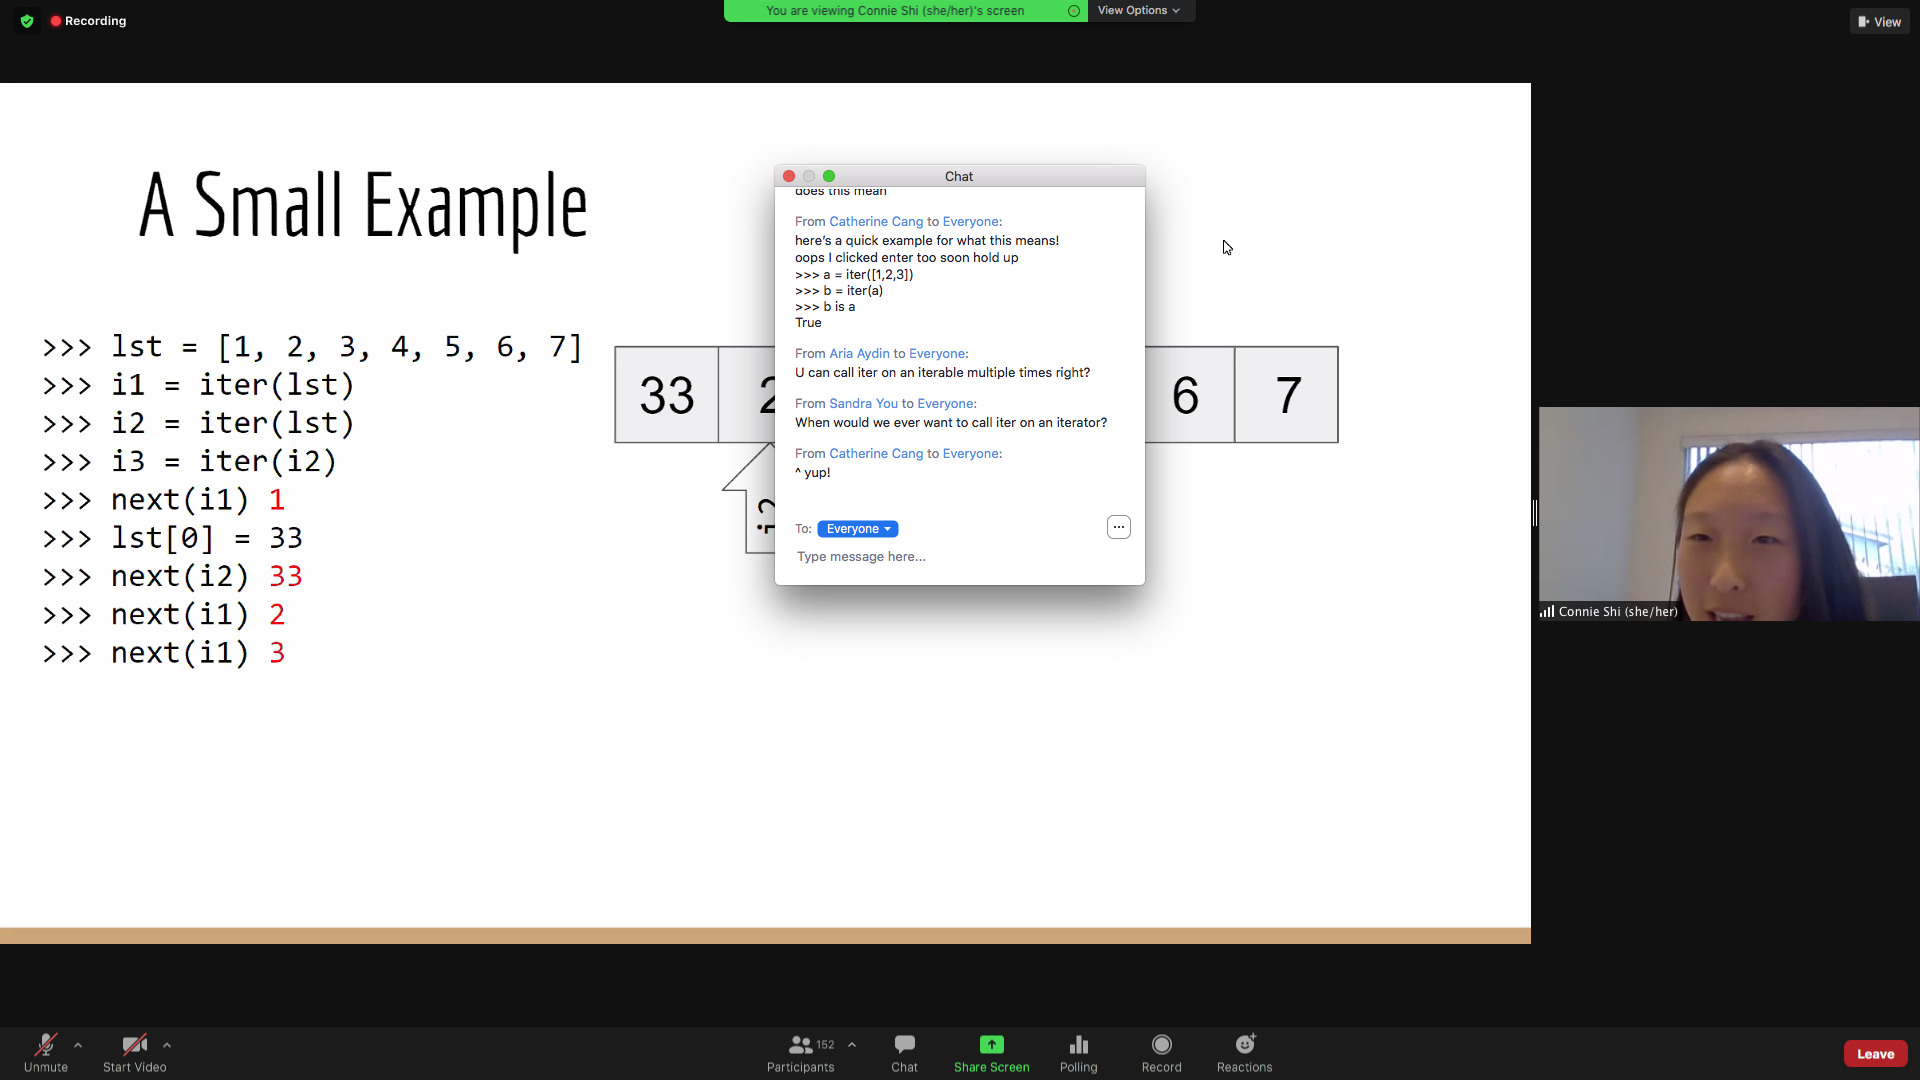 Recording
You are viewing Connie Shi (she/her)'s screen
View Options
View
A Small Example
>>> lst = [1, 2, 3, 4, 5, 6, 7]
>>> i1 = iter(lst)
>>> i2 = iter(lst)
>>> i3 = iter(i2)
>>> next(i1) 1
>>> lst[0] = 33
>>> next(i2) 33
>>> next(i1) 2
>>> next(i1) 3
33 2
6 7
Chat
does this mean
From Catherine Cang to Everyone:
here's a quick example for what this means!
oops I clicked enter too soon hold up
>>> a = iter([1,2,3])
>>> b = iter(a)
>>> b is a
True
From Aria Aydin to Everyone:
U can call iter on an iterable multiple times right?
From Sandra You to Everyone:
When would we ever want to call iter on an iterator?
From Catherine Cang to Everyone:
^ yup!
To: Everyone
Type message here...
Connie Shi (she/her)
Unmute
Start Video
152
Participants
Chat
Share Screen
Polling
Record
Reactions
Leave